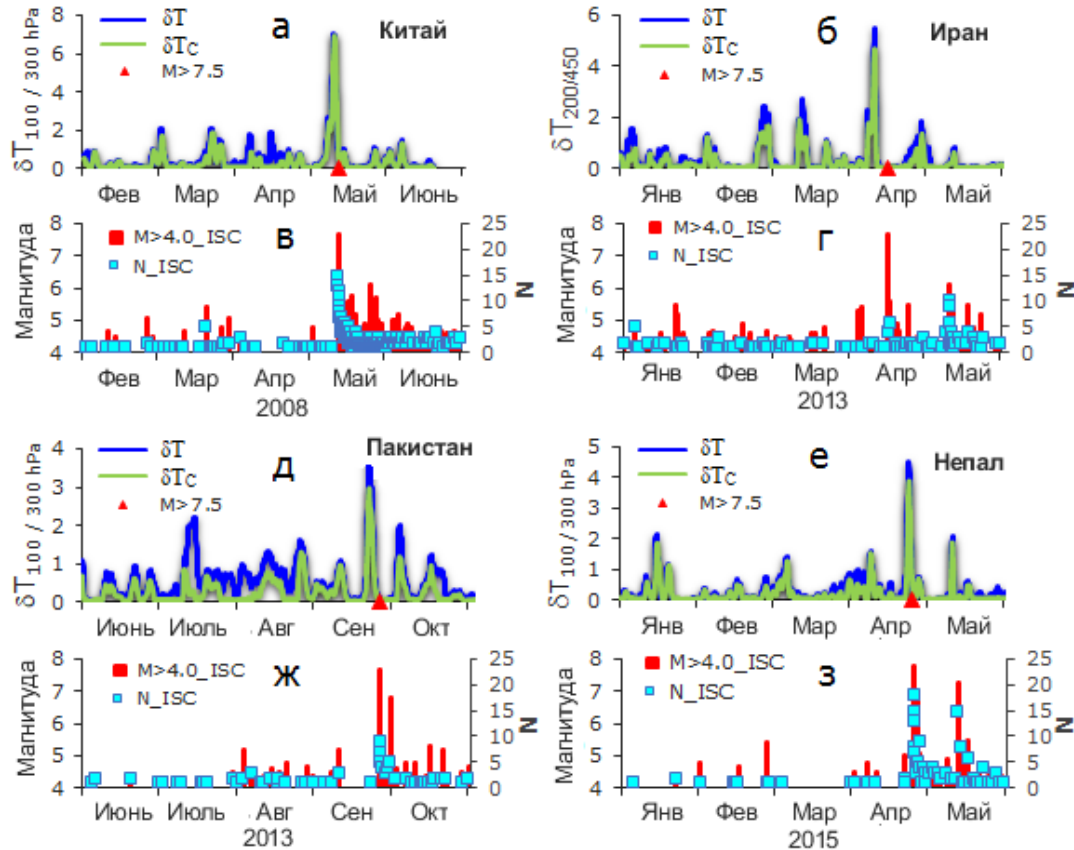 δT 100 / 300 hPa
8
6
4
2
0
δT
δTC
M>7.5
а
Китай
Фев Мар Апр Май Июнь
δT200/450
6
4
2
0
δT
δTC
M>7.5
б
Иран
Янв Фев Мар Апр Май
Магнитуда
8
7
6
5
4
M>4.0_ISC
N_ISC
в
25
20
15
10
5
0
N
Фев Мар Апр Май Июнь
2008
Магнитуда
8
7
6
5
4
M>4.0_ISC
N_ISC
г
25
20
15
10
5
0
N
Янв Фев Мар Апр Май
2013
δT 100 / 300 hPa
4
3
2
1
0
δT
δTC
M>7.5
д
Пакистан
Июнь Июль Авг Сен Окт
δT 100 / 300 hPa
5
4
3
2
1
0
δT
δTC
M>7.5
е
Непал
Янв Фев Мар Апр Май
Магнитуда
8
7
6
5
4
M>4.0_ISC
N_ISC
ж
25
20
15
10
5
0
N
Июнь Июль Авг Сен Окт
2013
Магнитуда
8
7
6
5
4
M>4.0_ISC
N_ISC
з
25
20
15
10
5
0
N
Янв Фев Мар Апр Май
2015